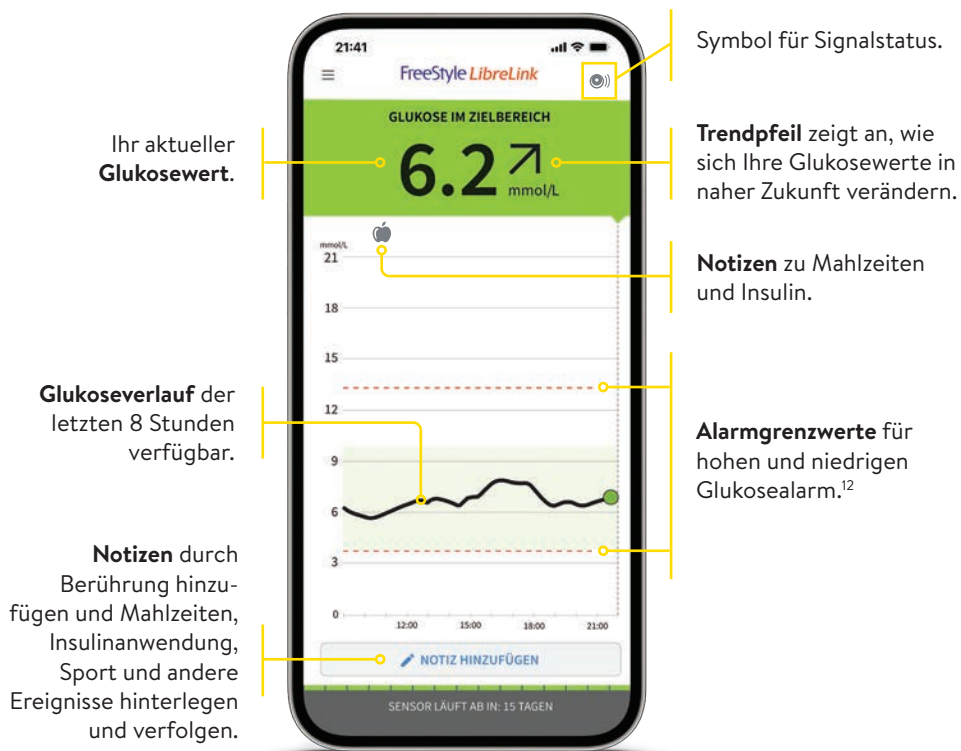 21:41
FreeStyle LibreLink
GLUKOSE IM ZIELBEREICH
6.2
mmol/L
mmol/L
21
18
15
12
9
6
3
0
12:00 15:00 18:00 21:00
NOTIZ HINZUFÜGEN
SENSOR LÄUFT AB IN: 15 TAGEN
Ihr aktueller
Glukosewert.
Glukoseverlauf der
letzten 8 Stunden
verfügbar.
Notizen durch
Berührung hinzu-
fügen und Mahlzeiten,
Insulinanwendung,
Sport und andere
Ereignisse hinterlegen
und verfolgen.
Symbol für Signalstatus.
Trendpfeil zeigt an, wie
sich Ihre Glukosewerte in
naher Zukunft verändern.
Notizen zu Mahlzeiten
und Insulin.
Alarmgrenzwerte für
hohen und niedrigen
Glukosealarm.¹²